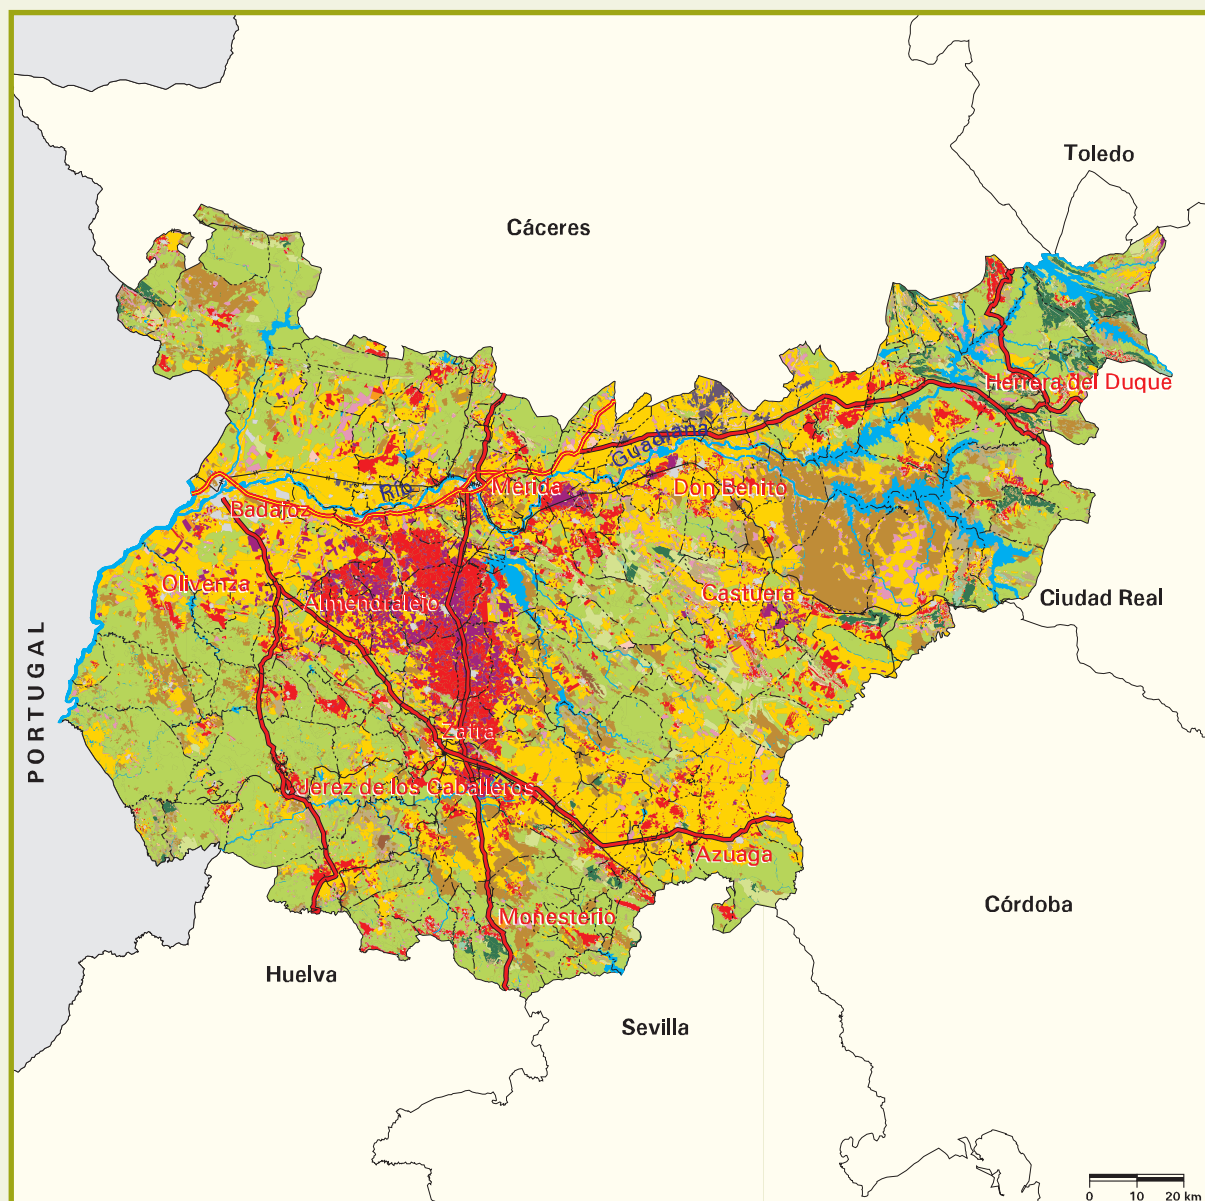 Toledo
Cáceres
Herrera del Duque
Río
Guadiana
Mérida
Don Benito
Badajoz
Olivenza
Almendralejo
Castuera
Ciudad Real
PORTUGAL
Zafra
Jerez de los Caballeros
Azuaga
Córdoba
Monesterio
Huelva
Sevilla
0 10 20 km